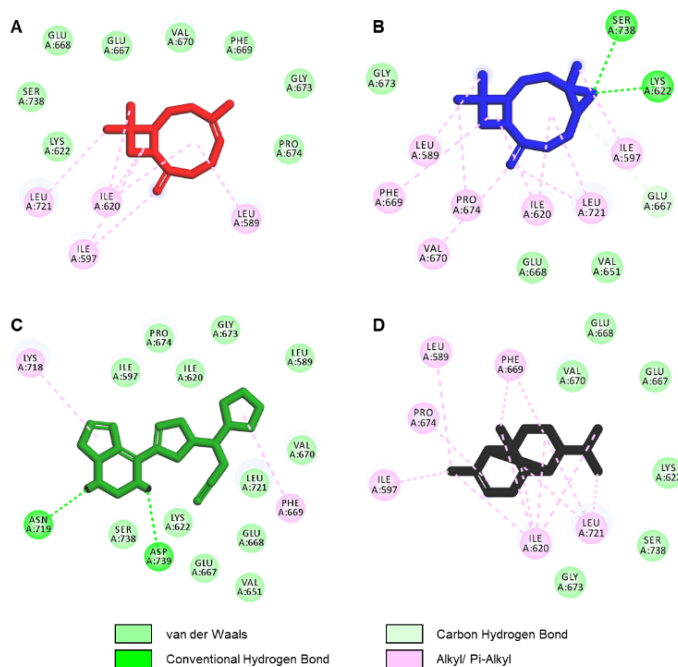 A
GLU
A:668
GLU
A:667
VAL
A:670
PHE
A:669
GLY
A:673
SER
A:738
LYS
A:622
PRO
A:674
LEU
A:721
ILE
A:620
LEU
A:589
ILE
A:597
B
SER
A:738
GLY
A:673
LYS
A:622
LEU
A:589
ILE
A:597
PHE
A:669
PRO
A:674
ILE
A:620
LEU
A:721
GLU
A:667
VAL
A:670
GLU
A:668
VAL
A:651
C
LYS
A:718
PRO
A:674
GLY
A:673
ILE
A:597
ILE
A:620
LEU
A:589
VAL
A:670
LEU
A:721
PHE
A:669
ASN
A:719
SER
A:738
LYS
A:622
ASP
A:739
GLU
A:668
GLU
A:667
VAL
A:651
D
GLU
A:668
LEU
A:589
PHE
A:669
VAL
A:670
GLU
A:667
PRO
A:674
ILE
A:597
LYS
A:622
LEU
A:721
ILE
A:620
SER
A:738
GLY
A:673
van der Waals
Conventional Hydrogen Bond
Carbon Hydrogen Bond
Alkyl/ Pi-Alkyl